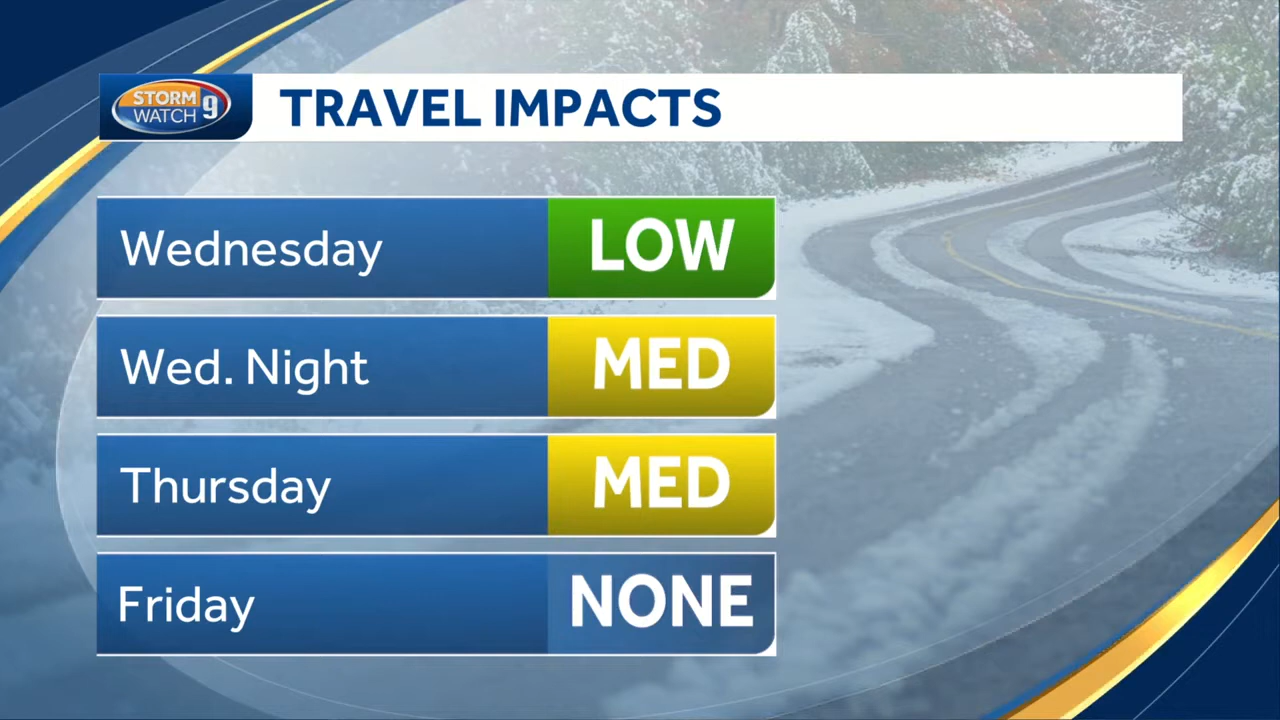 STORM
WATCH 9
TRAVEL IMPACTS
Wednesday LOW
Wed. Night MED
Thursday MED
Friday NONE